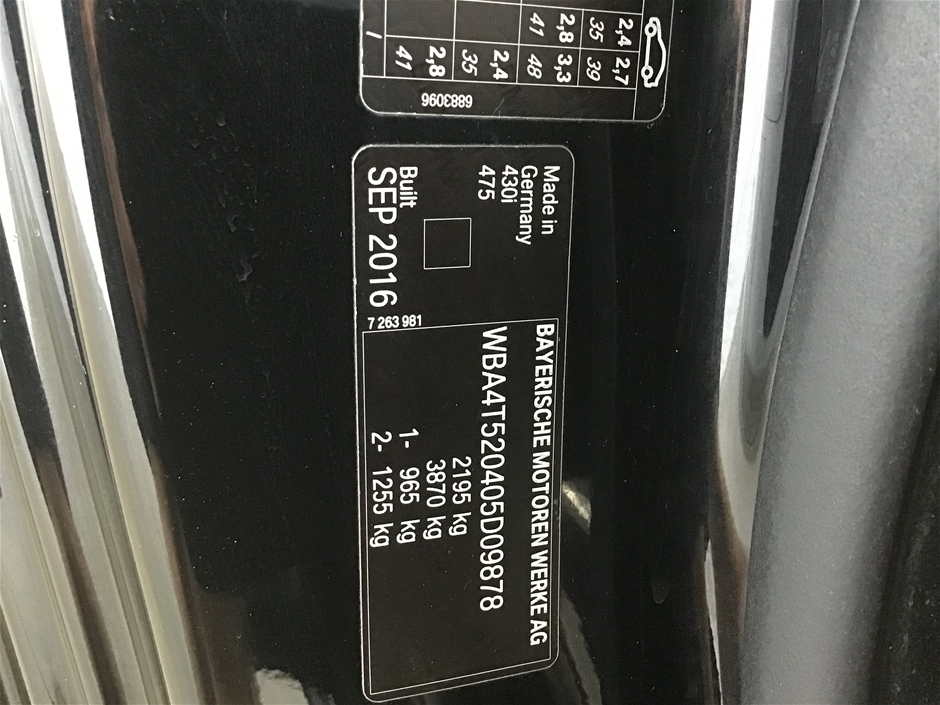 2,4 2,7
35 39
2,8 3,3
41 48
2,4
35
2,8
41
/
6883096
Made in
Germany
430i
475
Built
SEP 2016
7 263 981
BAYERISCHE MOTOREN WERKE AG
WBA4T520405D09878
2195 kg
3870 kg
1- 965 kg
2- 1255 kg